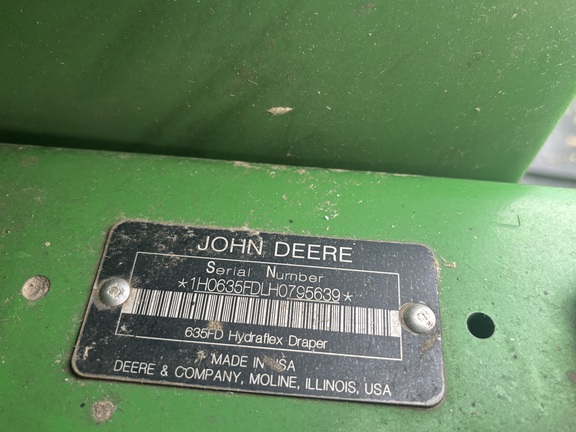 JOHN DEERE
Serial Number
*1H0635FDLH0795639*
635FD Hydraflex Draper
MADE IN USA
DEERE & COMPANY, MOLINE, ILLINOIS, USA